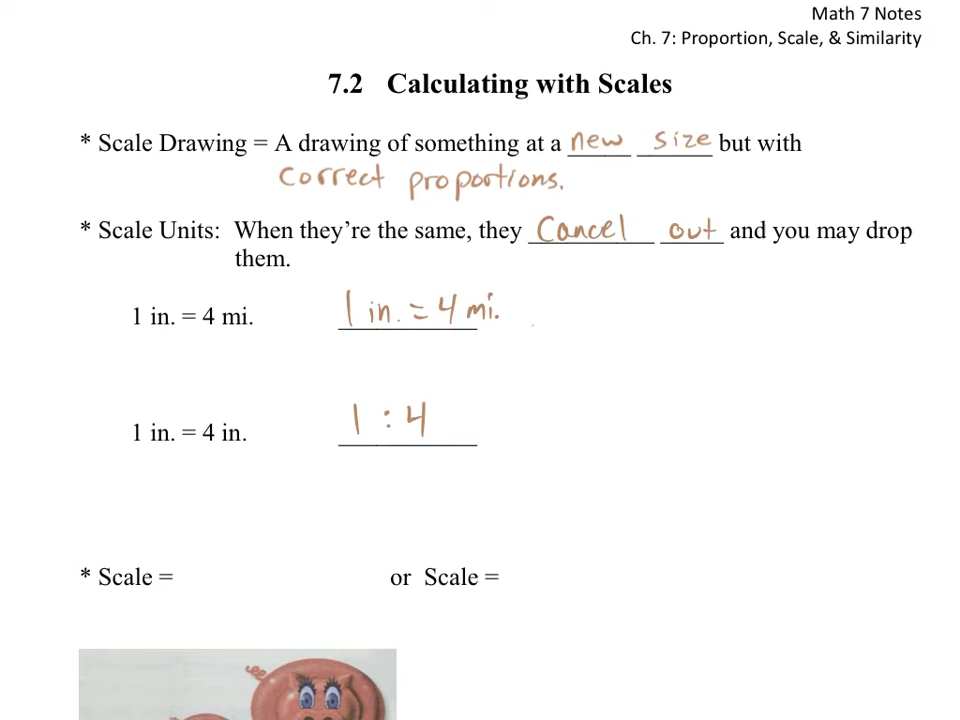 Math 7 Notes
Ch. 7: Proportion, Scale, & Similarity
7.2 Calculating with Scales
* Scale Drawing = A drawing of something at a new size but with
correct proportions.
* Scale Units: When they're the same, they Cancel out and you may drop
them.
1 in. = 4 mi. 1 in. = 4 mi.
1 in. = 4 in. 1 : 4
* Scale = or Scale =